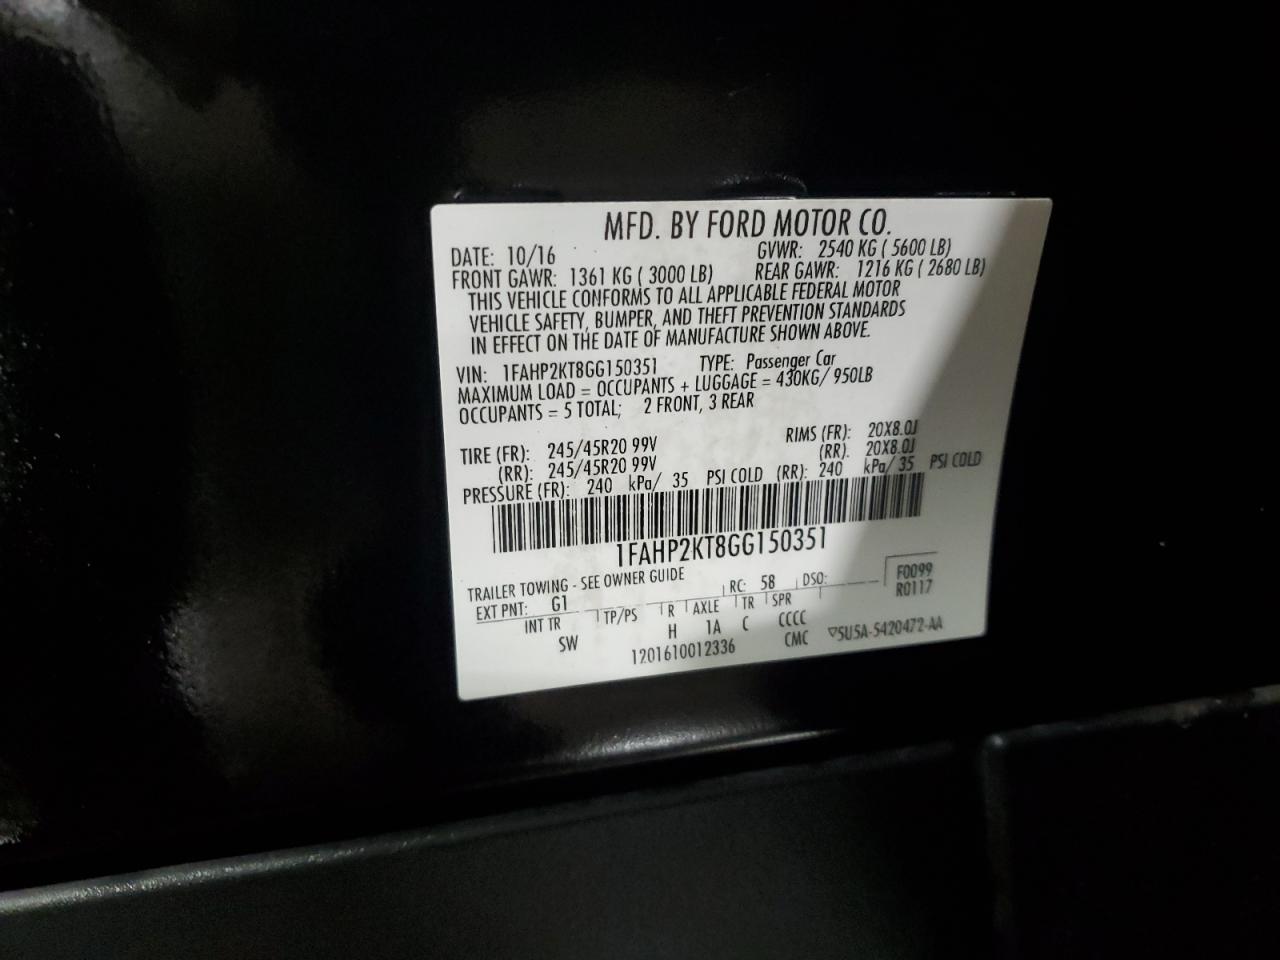 MFD. BY FORD MOTOR CO.
DATE: 10/16 GVWR: 2540 KG ( 5600 LB)
FRONT GAWR: 1361 KG ( 3000 LB) REAR GAWR: 1216 KG ( 2680 LB)
THIS VEHICLE CONFORMS TO ALL APPLICABLE FEDERAL MOTOR
VEHICLE SAFETY, BUMPER, AND THEFT PREVENTION STANDARDS
IN EFFECT ON THE DATE OF MANUFACTURE SHOWN ABOVE.
VIN: 1FAHP2KT8GG150351 TYPE: Passenger Car
MAXIMUM LOAD = OCCUPANTS + LUGGAGE = 430KG/ 950LB
OCCUPANTS = 5 TOTAL; 2 FRONT, 3 REAR
TIRE (FR): 245/45R20 99V RIMS (FR): 20X8.0J
(RR): 245/45R20 99V (RR): 20X8.0J
PRESSURE (FR): 240 kPa/ 35 PSI COLD (RR): 240 kPa/ 35 PSI COLD
1FAHP2KT8GG150351
TRAILER TOWING - SEE OWNER GUIDE
EXT PNT: G1 RC: 58 DSO: F0099
R0117
INT TR TP/PS R AXLE TR SPR
SW H 1A C CCCC
1201610012336 CMC ▽5U5A-5420472-AA